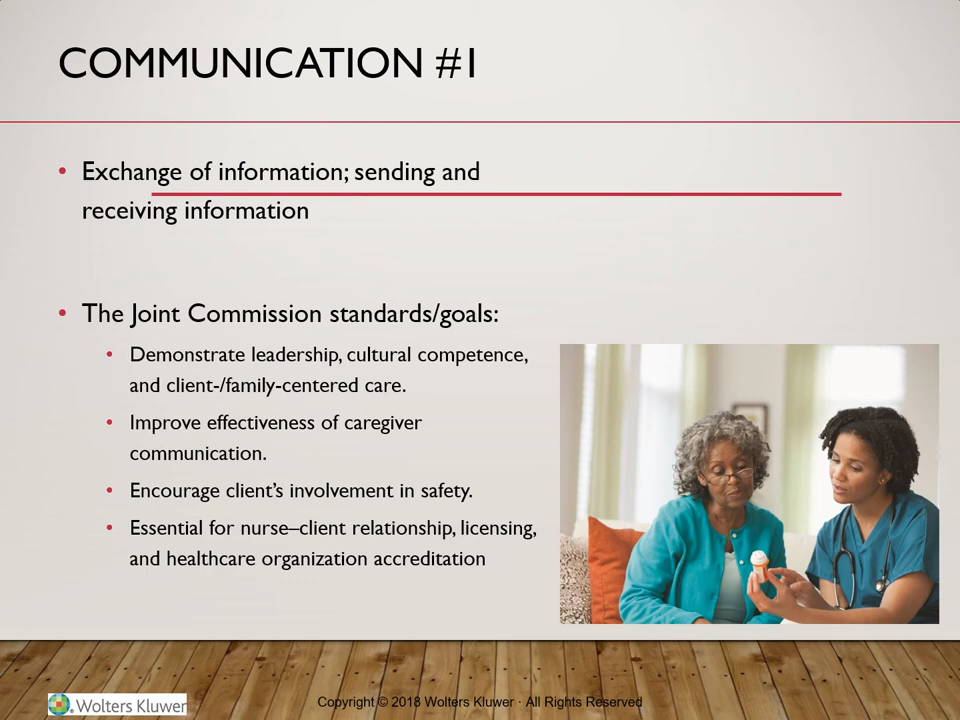 COMMUNICATION #1
• Exchange of information; sending and
receiving information
• The Joint Commission standards/goals:
• Demonstrate leadership, cultural competence,
and client-/family-centered care.
• Improve effectiveness of caregiver
communication.
• Encourage client’s involvement in safety.
• Essential for nurse–client relationship, licensing,
and healthcare organization accreditation
Wolters Kluwer
Copyright © 2018 Wolters Kluwer · All Rights Reserved